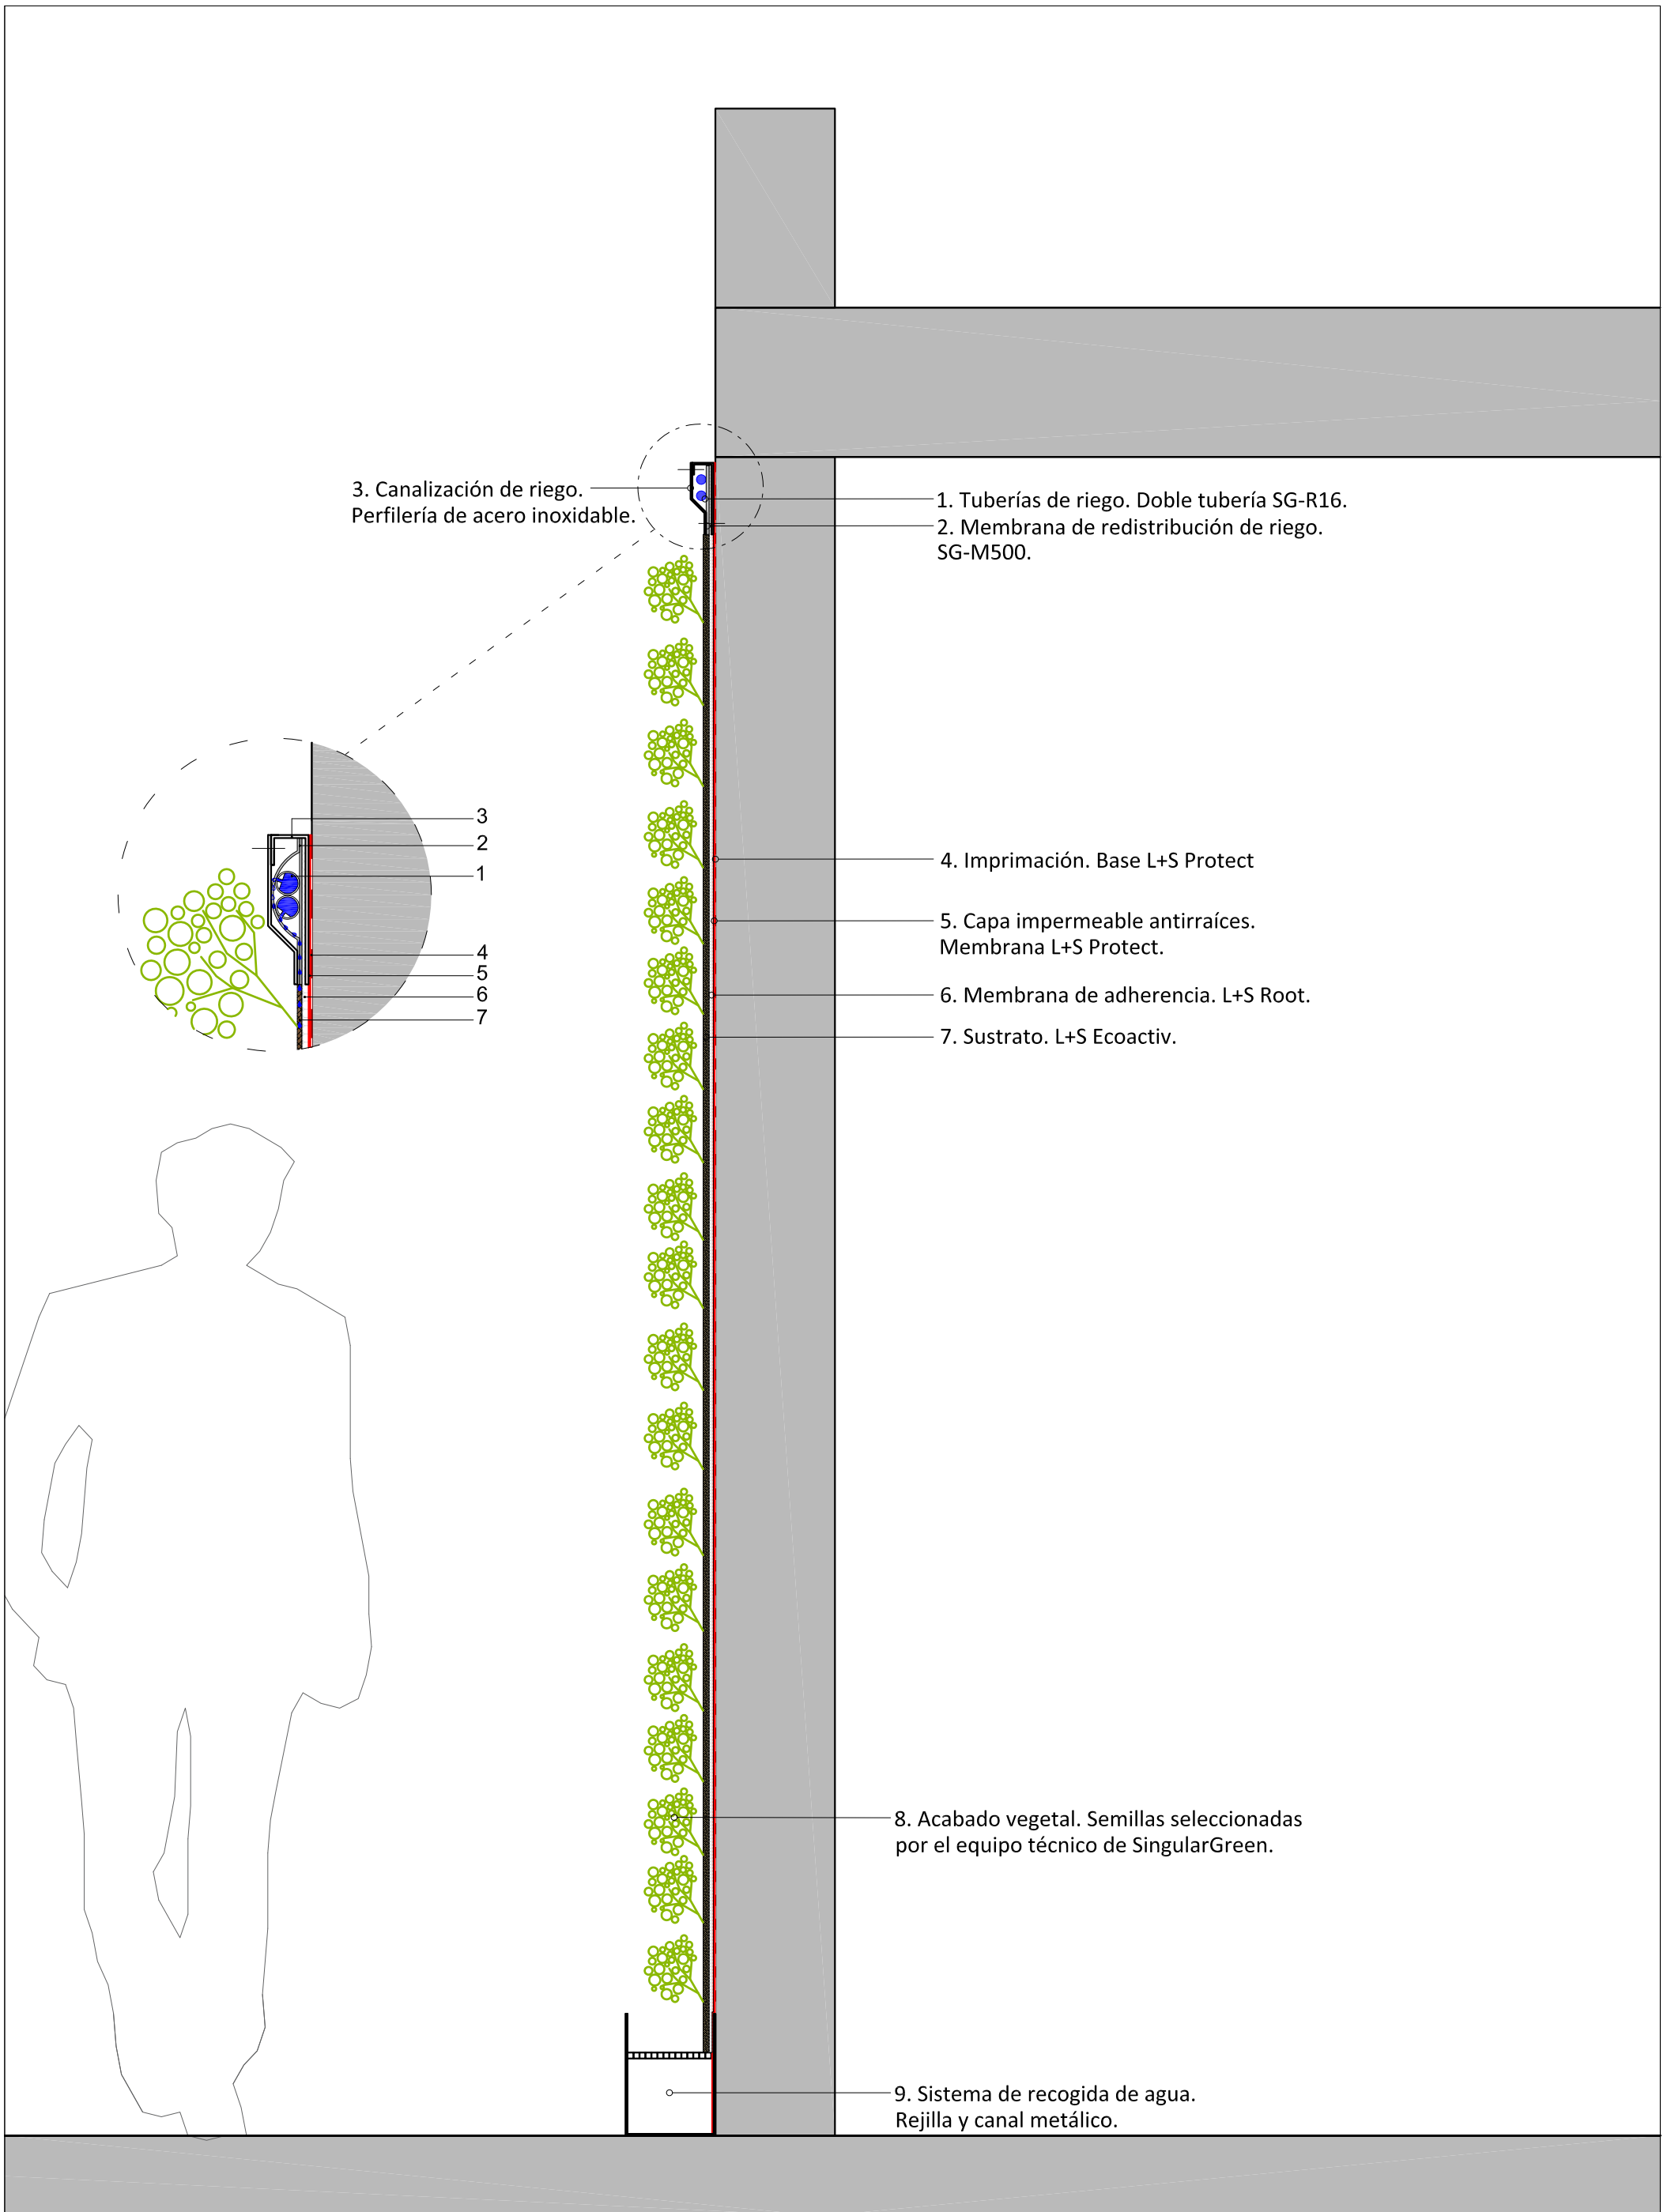 3. Canalización de riego.
Perfilería de acero inoxidable.
1. Tuberías de riego. Doble tubería SG-R16.
2. Membrana de redistribución de riego.
SG-M500.
3
2
1
4
5
6
7
4. Imprimación. Base L+S Protect
5. Capa impermeable antirraíces.
Membrana L+S Protect.
6. Membrana de adherencia. L+S Root.
7. Sustrato. L+S Ecoactiv.
8. Acabado vegetal. Semillas seleccionadas
por el equipo técnico de SingularGreen.
9. Sistema de recogida de agua.
Rejilla y canal metálico.